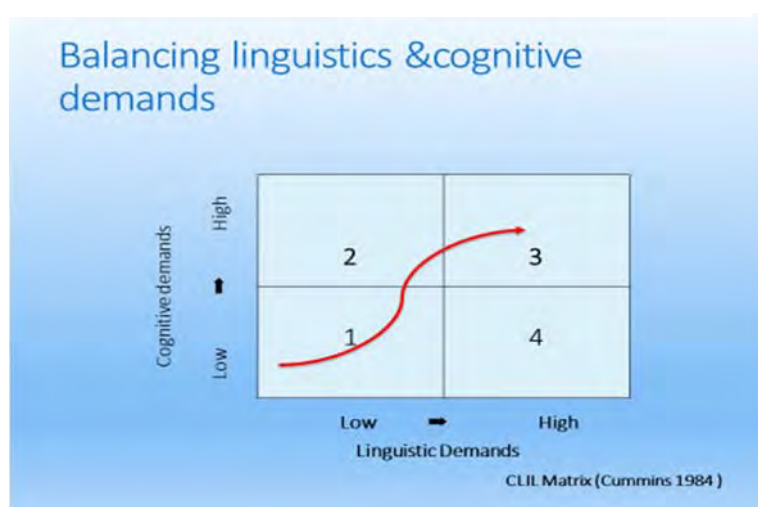 Balancing linguistics &cognitive
demands
2
3
1
4
Cognitive demands
Low
High
Low
High
Linguistic Demands
CLIL Matrix (Cummins 1984 )